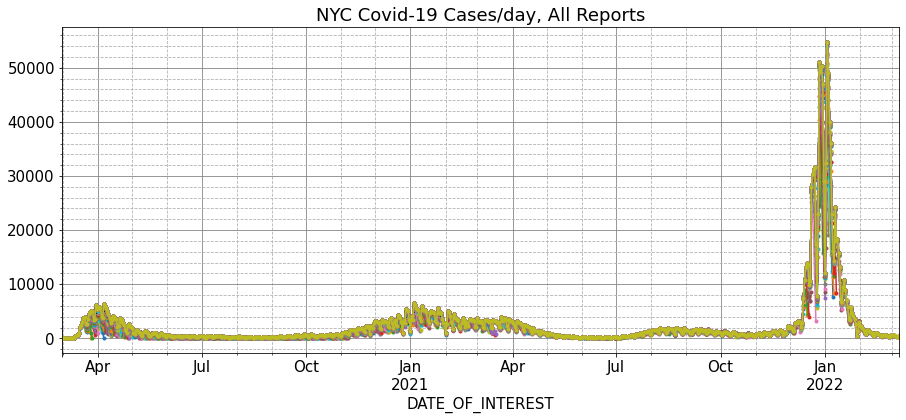 NYC Covid-19 Cases/day, All Reports
50000
40000
30000
20000
10000
0
Apr Jul Oct Jan Apr Jul Oct Jan
2021 2022
DATE_OF_INTEREST